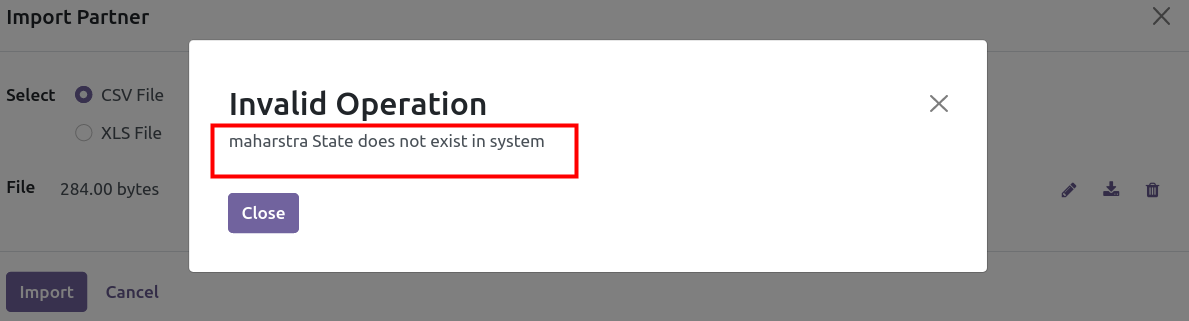 Import Partner
Invalid Operation
Select CSV File
maharstra State does not exist in system
XLS File
File 284.00 bytes
Close
Import Cancel